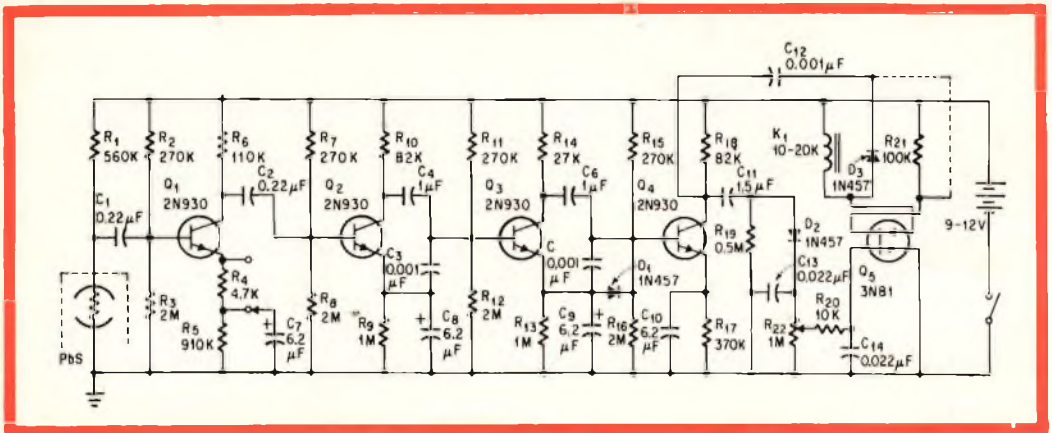 C12
0.001μF
R1
560K
R2
270K
R6
110K
R7
270K
R10
82K
C4
1μF
R11
270K
R14
27K
C6
1μF
R15
270K
R18
82K
K1
10-20K
D3
1N457
R21
100K
C1
0.22μF
Q1
2N930
C2
0.22μF
Q2
2N930
Q3
2N930
Q4
2N930
C11
1.5μF
9-12V
R3
2M
R4
4.7K
R5
910K
C7
6.2
μF
R8
2M
C3
0.001
μF
R9
1M
C8
6.2
μF
R12
2M
C
0.001
μF
R13
1M
C9
6.2
μF
D1
1N457
R16
2M
C10
6.2
μF
R17
370K
R19
0.5M
D2
1N457
C13
0.022μF
R20
10K
R22
1M
Q5
3N81
C14
0.022μF
PbS